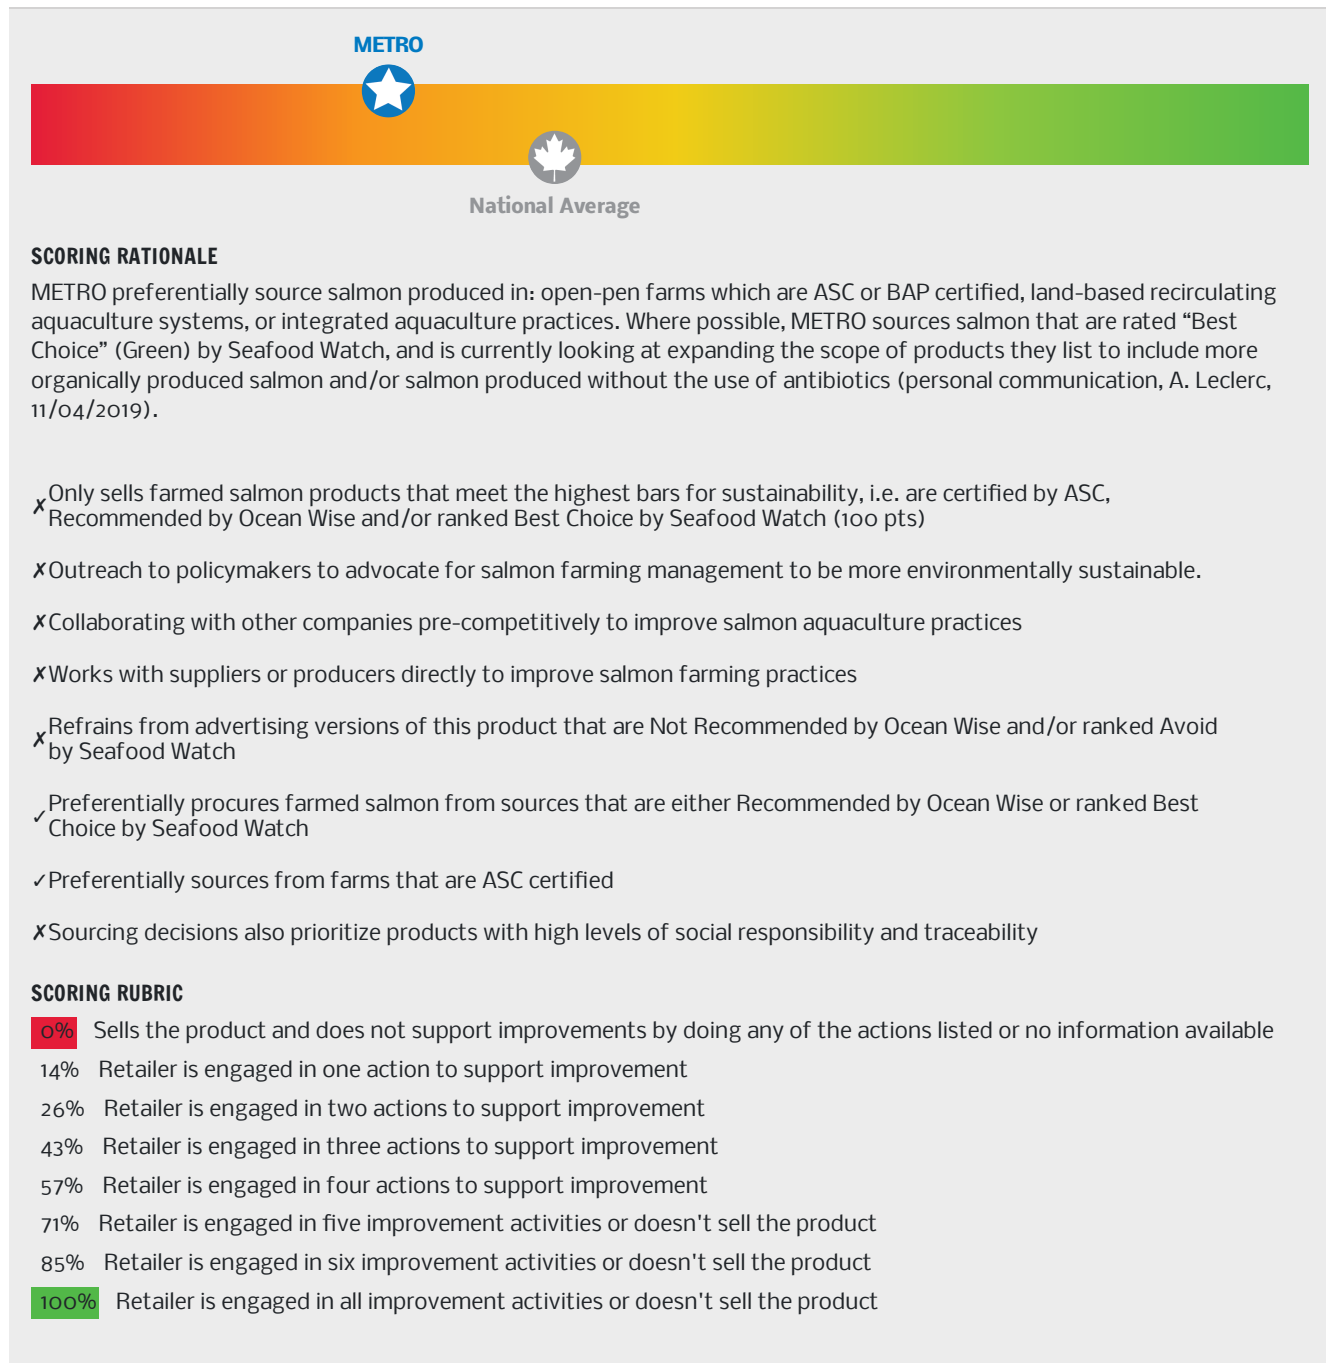 METRO
National Average
SCORING RATIONALE
METRO preferentially source salmon produced in: open-pen farms which are ASC or BAP certified, land-based recirculating
aquaculture systems, or integrated aquaculture practices. Where possible, METRO sources salmon that are rated “Best
Choice” (Green) by Seafood Watch, and is currently looking at expanding the scope of products they list to include more
organically produced salmon and/or salmon produced without the use of antibiotics (personal communication, A. Leclerc,
11/04/2019).
✗Only sells farmed salmon products that meet the highest bars for sustainability, i.e. are certified by ASC,
Recommended by Ocean Wise and/or ranked Best Choice by Seafood Watch (100 pts)
✗Outreach to policymakers to advocate for salmon farming management to be more environmentally sustainable.
✗Collaborating with other companies pre-competitively to improve salmon aquaculture practices
✗Works with suppliers or producers directly to improve salmon farming practices
✗Refrains from advertising versions of this product that are Not Recommended by Ocean Wise and/or ranked Avoid
by Seafood Watch
✓Preferentially procures farmed salmon from sources that are either Recommended by Ocean Wise or ranked Best
Choice by Seafood Watch
✓Preferentially sources from farms that are ASC certified
✗Sourcing decisions also prioritize products with high levels of social responsibility and traceability
SCORING RUBRIC
0% Sells the product and does not support improvements by doing any of the actions listed or no information available
14% Retailer is engaged in one action to support improvement
26% Retailer is engaged in two actions to support improvement
43% Retailer is engaged in three actions to support improvement
57% Retailer is engaged in four actions to support improvement
71% Retailer is engaged in five improvement activities or doesn't sell the product
85% Retailer is engaged in six improvement activities or doesn't sell the product
100% Retailer is engaged in all improvement activities or doesn't sell the product